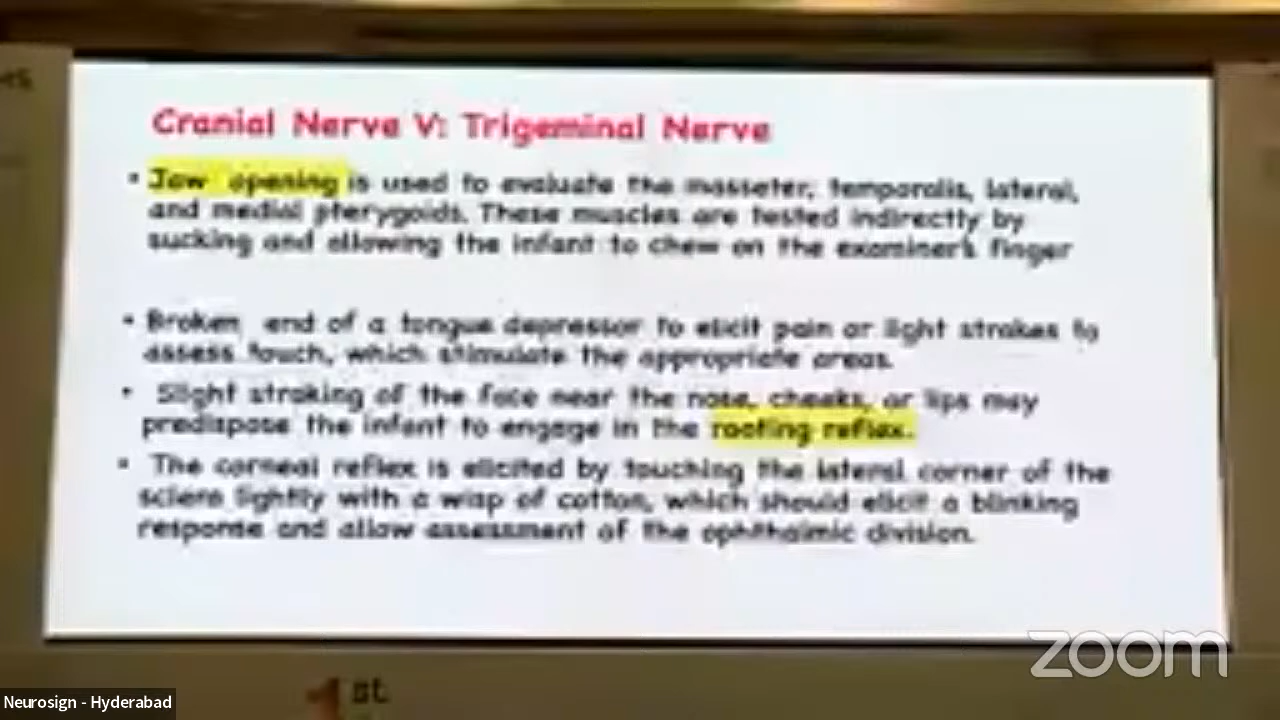 Cranial Nerve V: Trigeminal Nerve
• Jaw opening is used to evaluate the masseter, temporalis, lateral,
and medial pterygoids. These muscles are tested indirectly by
sucking and allowing the infant to chew on the examiner's finger
• Broken end of a tongue depressor to elicit pain or light strokes to
assess touch, which stimulate the appropriate areas.
• Slight stroking of the face near the nose, cheeks, or lips may
predispose the infant to engage in the rooting reflex.
• The corneal reflex is elicited by touching the lateral corner of the
sclera lightly with a wisp of cotton, which should elicit a blinking
response and allow assessment of the ophthalmic division.
zoom
Neurosign - Hyderabad
1st